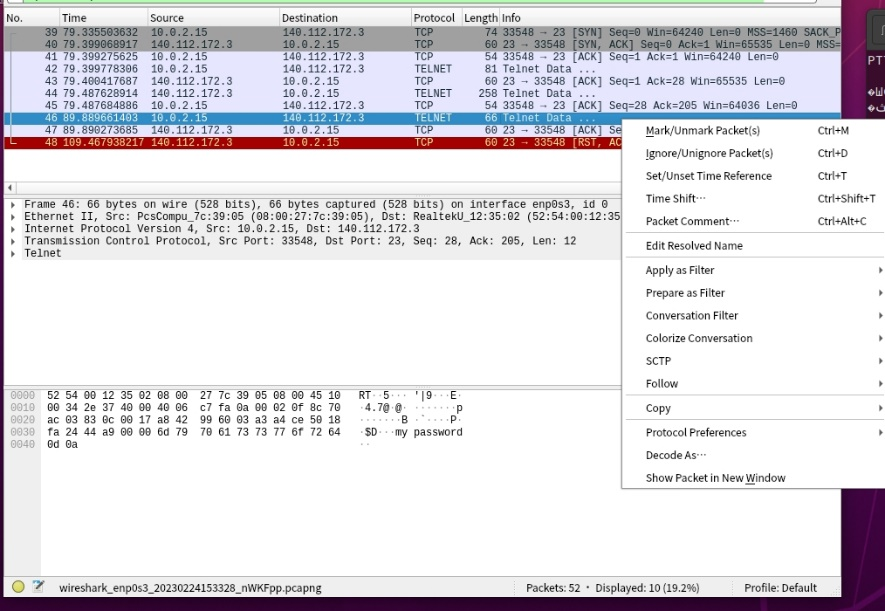 No. Time Source Destination Protocol Length Info
39 79.335503632 10.0.2.15 140.112.172.3 TCP 74 33548 → 23 [SYN] Seq=0 Win=64240 Len=0 MSS=1460 SACK_P
40 79.399068917 140.112.172.3 10.0.2.15 TCP 60 23 → 33548 [SYN, ACK] Seq=0 Ack=1 Win=65535 Len=0 MSS=
41 79.399275625 10.0.2.15 140.112.172.3 TCP 54 33548 → 23 [ACK] Seq=1 Ack=1 Win=64240 Len=0
42 79.399778306 10.0.2.15 140.112.172.3 TELNET 81 Telnet Data ...
43 79.400417687 140.112.172.3 10.0.2.15 TCP 60 23 → 33548 [ACK] Seq=1 Ack=28 Win=65535 Len=0
44 79.487628914 140.112.172.3 10.0.2.15 TELNET 258 Telnet Data ...
45 79.487684886 10.0.2.15 140.112.172.3 TCP 54 33548 → 23 [ACK] Seq=28 Ack=205 Win=64036 Len=0
46 89.889661403 10.0.2.15 140.112.172.3 TELNET 66 Telnet Data ...
47 89.890273685 140.112.172.3 10.0.2.15 TCP 60 23 → 33548 [ACK] Se
48 109.467938217 140.112.172.3 10.0.2.15 TCP 60 23 → 33548 [RST, AC
Mark/Unmark Packet(s) Ctrl+M
Ignore/Unignore Packet(s) Ctrl+D
Set/Unset Time Reference Ctrl+T
Time Shift… Ctrl+Shift+T
Packet Comment… Ctrl+Alt+C
Edit Resolved Name
Apply as Filter
Prepare as Filter
Conversation Filter
Colorize Conversation
SCTP
Follow
Copy
Protocol Preferences
Decode As…
Show Packet in New Window
Frame 46: 66 bytes on wire (528 bits), 66 bytes captured (528 bits) on interface enp0s3, id 0
Ethernet II, Src: PcsCompu_7c:39:05 (08:00:27:7c:39:05), Dst: RealtekU_12:35:02 (52:54:00:12:35
Internet Protocol Version 4, Src: 10.0.2.15, Dst: 140.112.172.3
Transmission Control Protocol, Src Port: 33548, Dst Port: 23, Seq: 28, Ack: 205, Len: 12
Telnet
0000 52 54 00 12 35 02 08 00 27 7c 39 05 08 00 45 10 RT··5··· '|9···E·
0010 00 34 2e 37 40 00 40 06 c7 fa 0a 00 02 0f 8c 70 ·4.7@·@· ·······p
0020 ac 03 83 0c 00 17 a8 42 99 60 03 a3 a4 ce 50 18 ·······B ·`····P·
0030 fa 24 44 a9 00 00 6d 79 70 61 73 73 77 6f 72 64 ·$D···my password
0040 0d 0a ··
wireshark_enp0s3_20230224153328_nWKFpp.pcapng Packets: 52 · Displayed: 10 (19.2%) Profile: Default